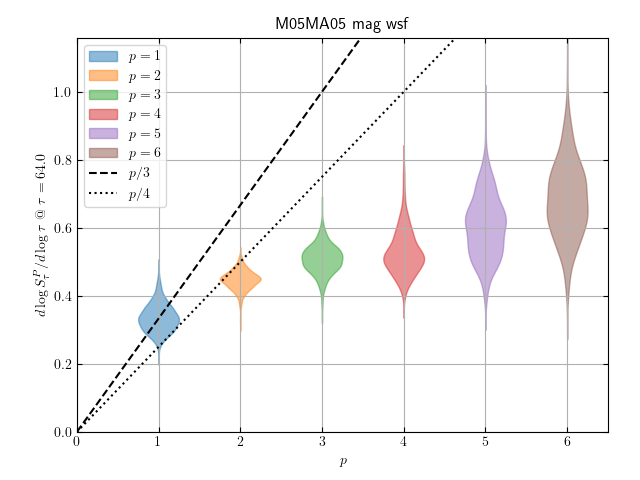 M05MA05 mag wsf
d log S_τ^P / d log τ @ τ = 64.0
1.0
0.8
0.6
0.4
0.2
0.0
p = 1
p = 2
p = 3
p = 4
p = 5
p = 6
p/3
p/4
0 1 2 3 4 5 6
p